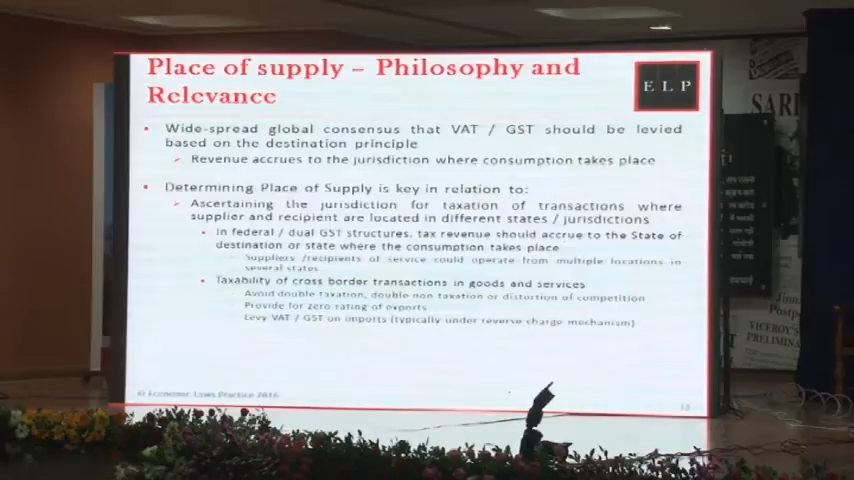 Place of supply – Philosophy and
Relevance
E L P
• Wide-spread global consensus that VAT / GST should be levied
based on the destination principle
➢ Revenue accrues to the jurisdiction where consumption takes place
• Determining Place of Supply is key in relation to:
➢ Ascertaining the jurisdiction for taxation of transactions where
supplier and recipient are located in different states / jurisdictions
• In federal / dual GST structures, tax revenue should accrue to the State of
destination or state where the consumption takes place
– Suppliers /recipients of service could operate from multiple locations in
several states
• Taxability of cross border transactions in goods and services
Avoid double taxation, double non taxation or distortion of competition
Provide for zero rating of exports
Levy VAT / GST on imports (typically under reverse charge mechanism)
© Economic Laws Practice 2016
SARD
Jinna
Postpo
VICEROY'S
PRELIMINA